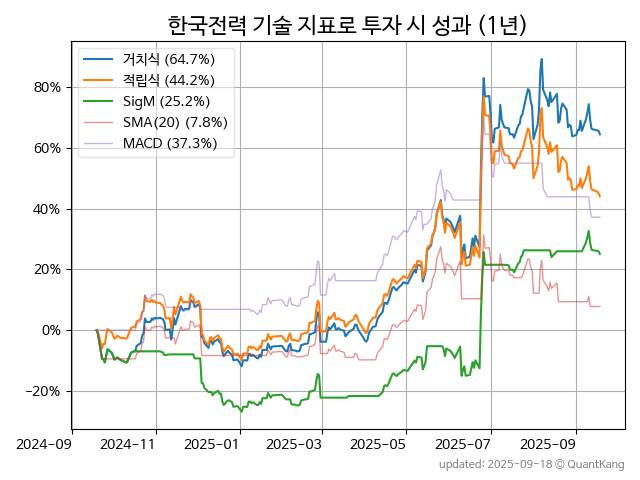 한국전력 기술 지표로 투자 시 성과 (1년)
거치식 (64.7%)
적립식 (44.2%)
SigM (25.2%)
SMA(20) (7.8%)
MACD (37.3%)
80%
60%
40%
20%
0%
−20%
2024-09 2024-11 2025-01 2025-03 2025-05 2025-07 2025-09
updated: 2025-09-18 © QuantKang